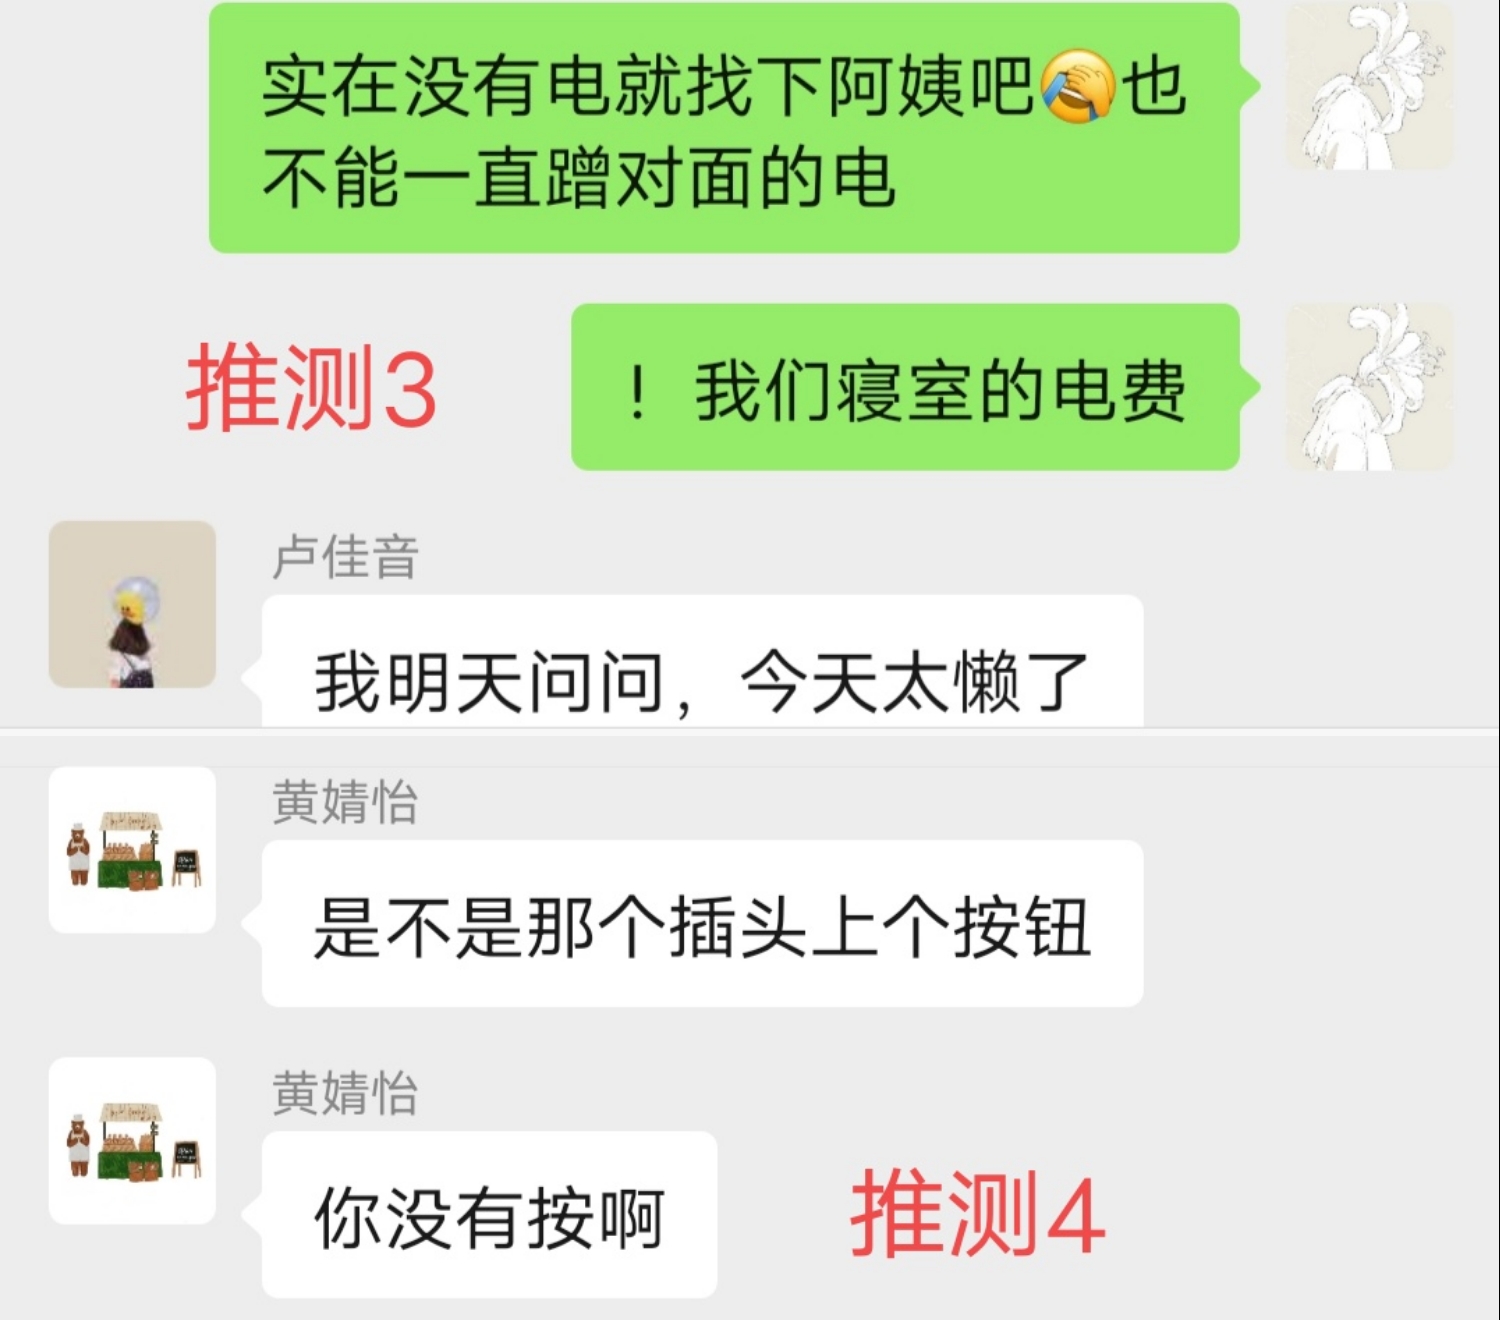 实在没有电就找下阿姨吧🤦也
不能一直蹭对面的电
推测3
！我们寝室的电费
卢佳音
我明天问问，今天太懒了
黄婧怡
是不是那个插头上个按钮
黄婧怡
你没有按啊
推测4